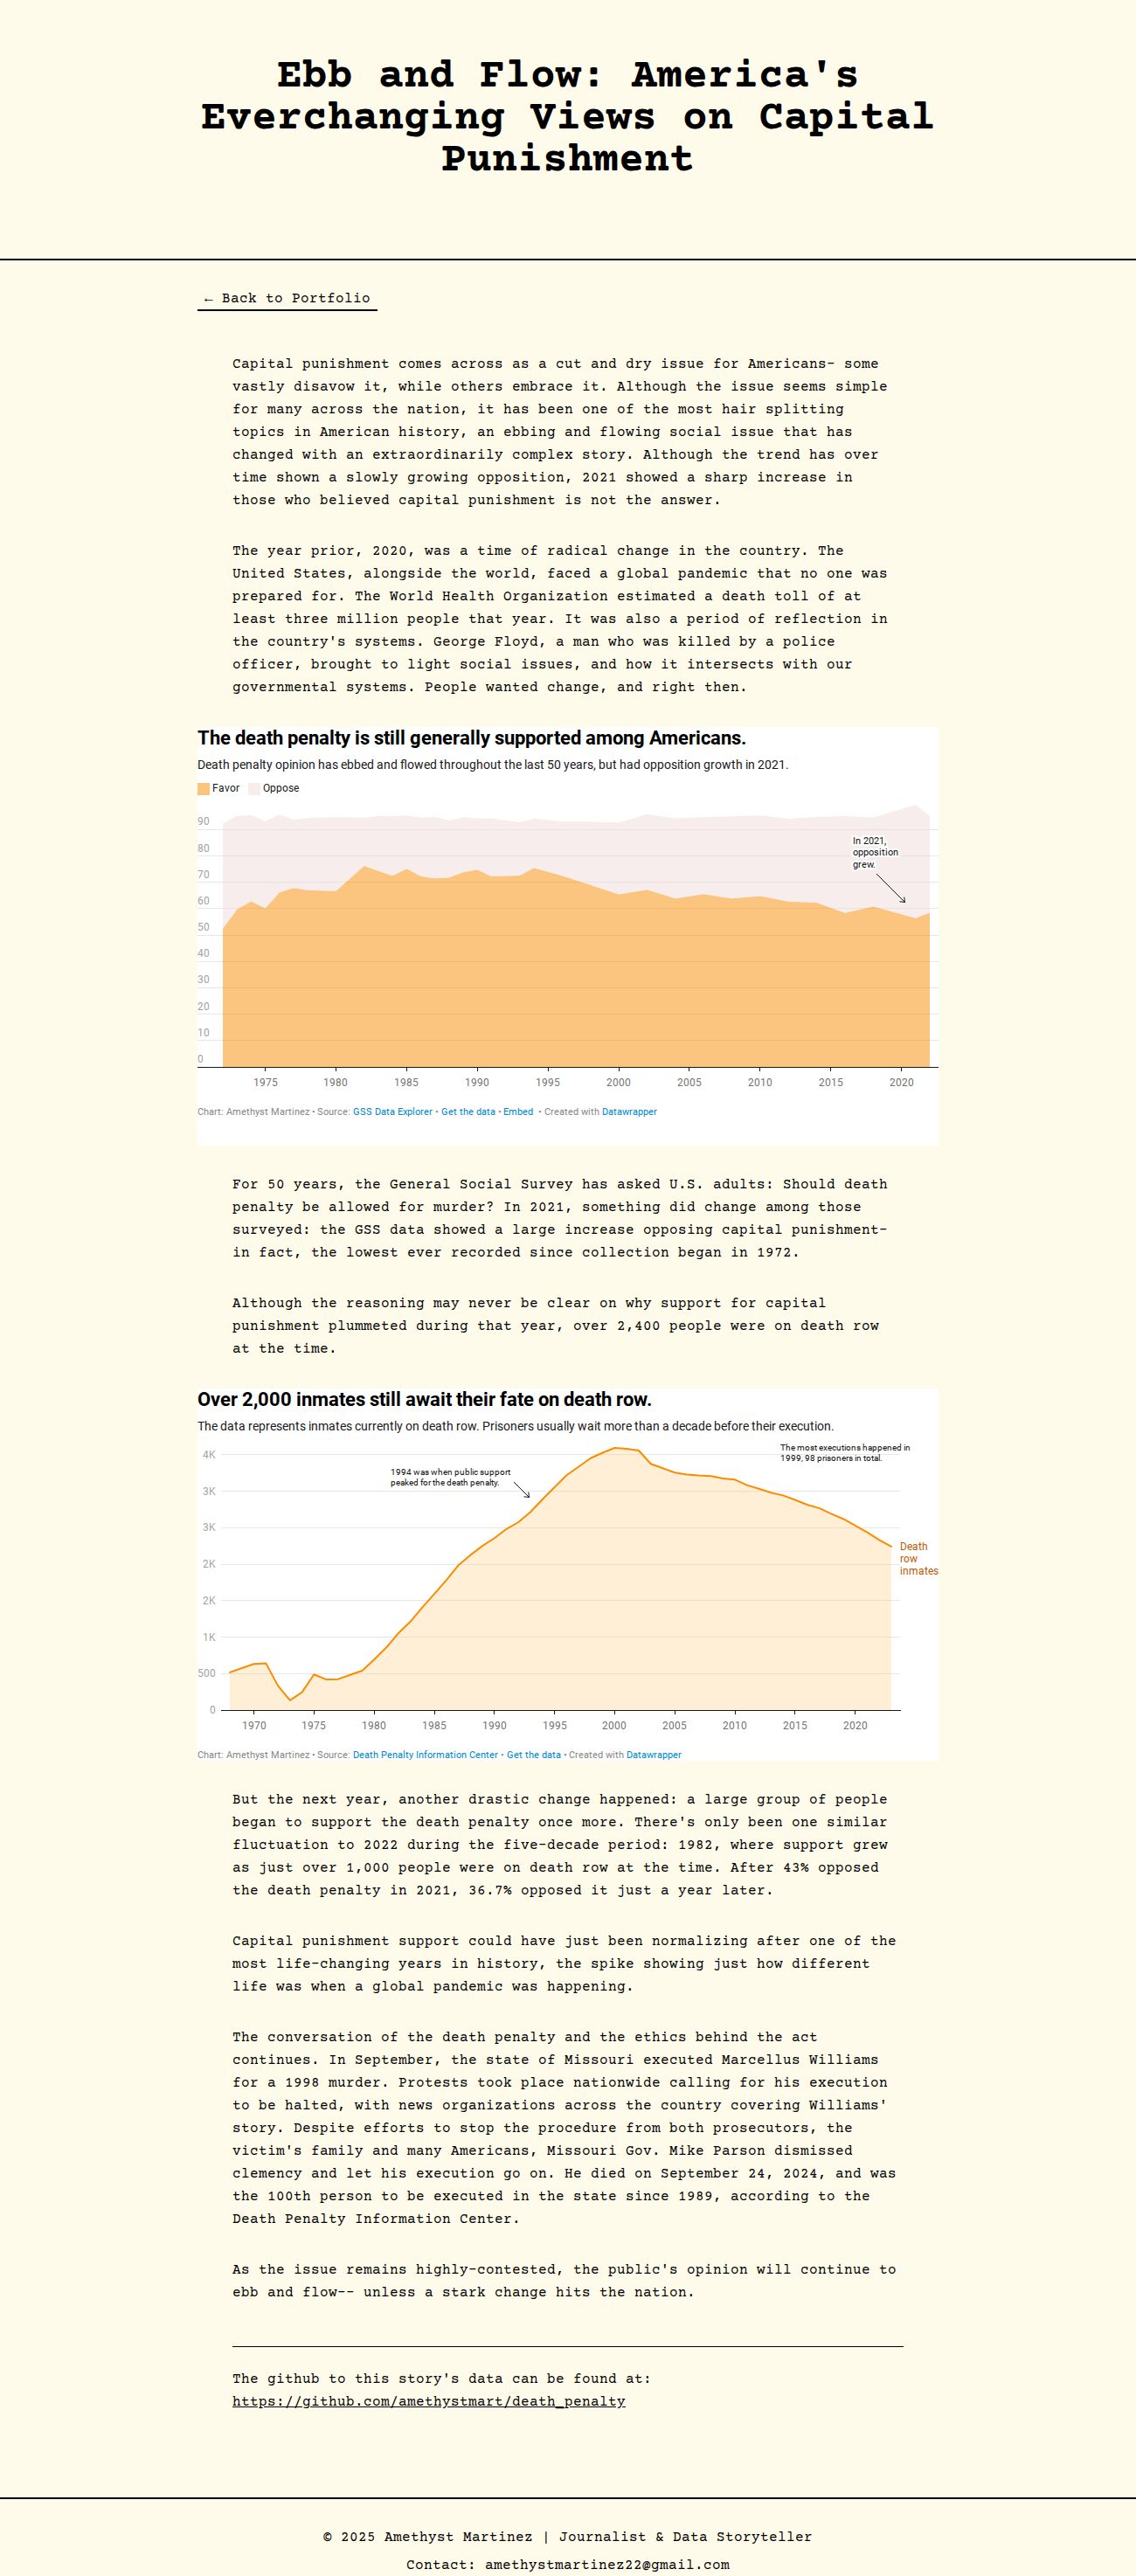 Ebb and Flow: America's
Everchanging Views on Capital
Punishment
← Back to Portfolio
Capital punishment comes across as a cut and dry issue for Americans– some
vastly disavow it, while others embrace it. Although the issue seems simple
for many across the nation, it has been one of the most hair splitting
topics in American history, an ebbing and flowing social issue that has
changed with an extraordinarily complex story. Although the trend has over
time shown a slowly growing opposition, 2021 showed a sharp increase in
those who believed capital punishment is not the answer.
The year prior, 2020, was a time of radical change in the country. The
United States, alongside the world, faced a global pandemic that no one was
prepared for. The World Health Organization estimated a death toll of at
least three million people that year. It was also a period of reflection in
the country's systems. George Floyd, a man who was killed by a police
officer, brought to light social issues, and how it intersects with our
governmental systems. People wanted change, and right then.
The death penalty is still generally supported among Americans.
Death penalty opinion has ebbed and flowed throughout the last 50 years, but had opposition growth in 2021.
Favor Oppose
90
80
70
60
50
40
30
20
10
0
In 2021,
opposition
grew.
1975 1980 1985 1990 1995 2000 2005 2010 2015 2020
Chart: Amethyst Martinez • Source: GSS Data Explorer • Get the data • Embed • Created with Datawrapper
For 50 years, the General Social Survey has asked U.S. adults: Should death
penalty be allowed for murder? In 2021, something did change among those
surveyed: the GSS data showed a large increase opposing capital punishment–
in fact, the lowest ever recorded since collection began in 1972.
Although the reasoning may never be clear on why support for capital
punishment plummeted during that year, over 2,400 people were on death row
at the time.
Over 2,000 inmates still await their fate on death row.
The data represents inmates currently on death row. Prisoners usually wait more than a decade before their execution.
4K
3K
3K
2K
2K
1K
500
0
1994 was when public support
peaked for the death penalty.
The most executions happened in
1999, 98 prisoners in total.
Death
row
inmates
1970 1975 1980 1985 1990 1995 2000 2005 2010 2015 2020
Chart: Amethyst Martinez • Source: Death Penalty Information Center • Get the data • Created with Datawrapper
But the next year, another drastic change happened: a large group of people
began to support the death penalty once more. There's only been one similar
fluctuation to 2022 during the five-decade period: 1982, where support grew
as just over 1,000 people were on death row at the time. After 43% opposed
the death penalty in 2021, 36.7% opposed it just a year later.
Capital punishment support could have just been normalizing after one of the
most life-changing years in history, the spike showing just how different
life was when a global pandemic was happening.
The conversation of the death penalty and the ethics behind the act
continues. In September, the state of Missouri executed Marcellus Williams
for a 1998 murder. Protests took place nationwide calling for his execution
to be halted, with news organizations across the country covering Williams'
story. Despite efforts to stop the procedure from both prosecutors, the
victim's family and many Americans, Missouri Gov. Mike Parson dismissed
clemency and let his execution go on. He died on September 24, 2024, and was
the 100th person to be executed in the state since 1989, according to the
Death Penalty Information Center.
As the issue remains highly-contested, the public's opinion will continue to
ebb and flow–- unless a stark change hits the nation.
The github to this story's data can be found at:
https://github.com/amethystmart/death_penalty
© 2025 Amethyst Martinez | Journalist & Data Storyteller
Contact: amethystmartinez22@gmail.com